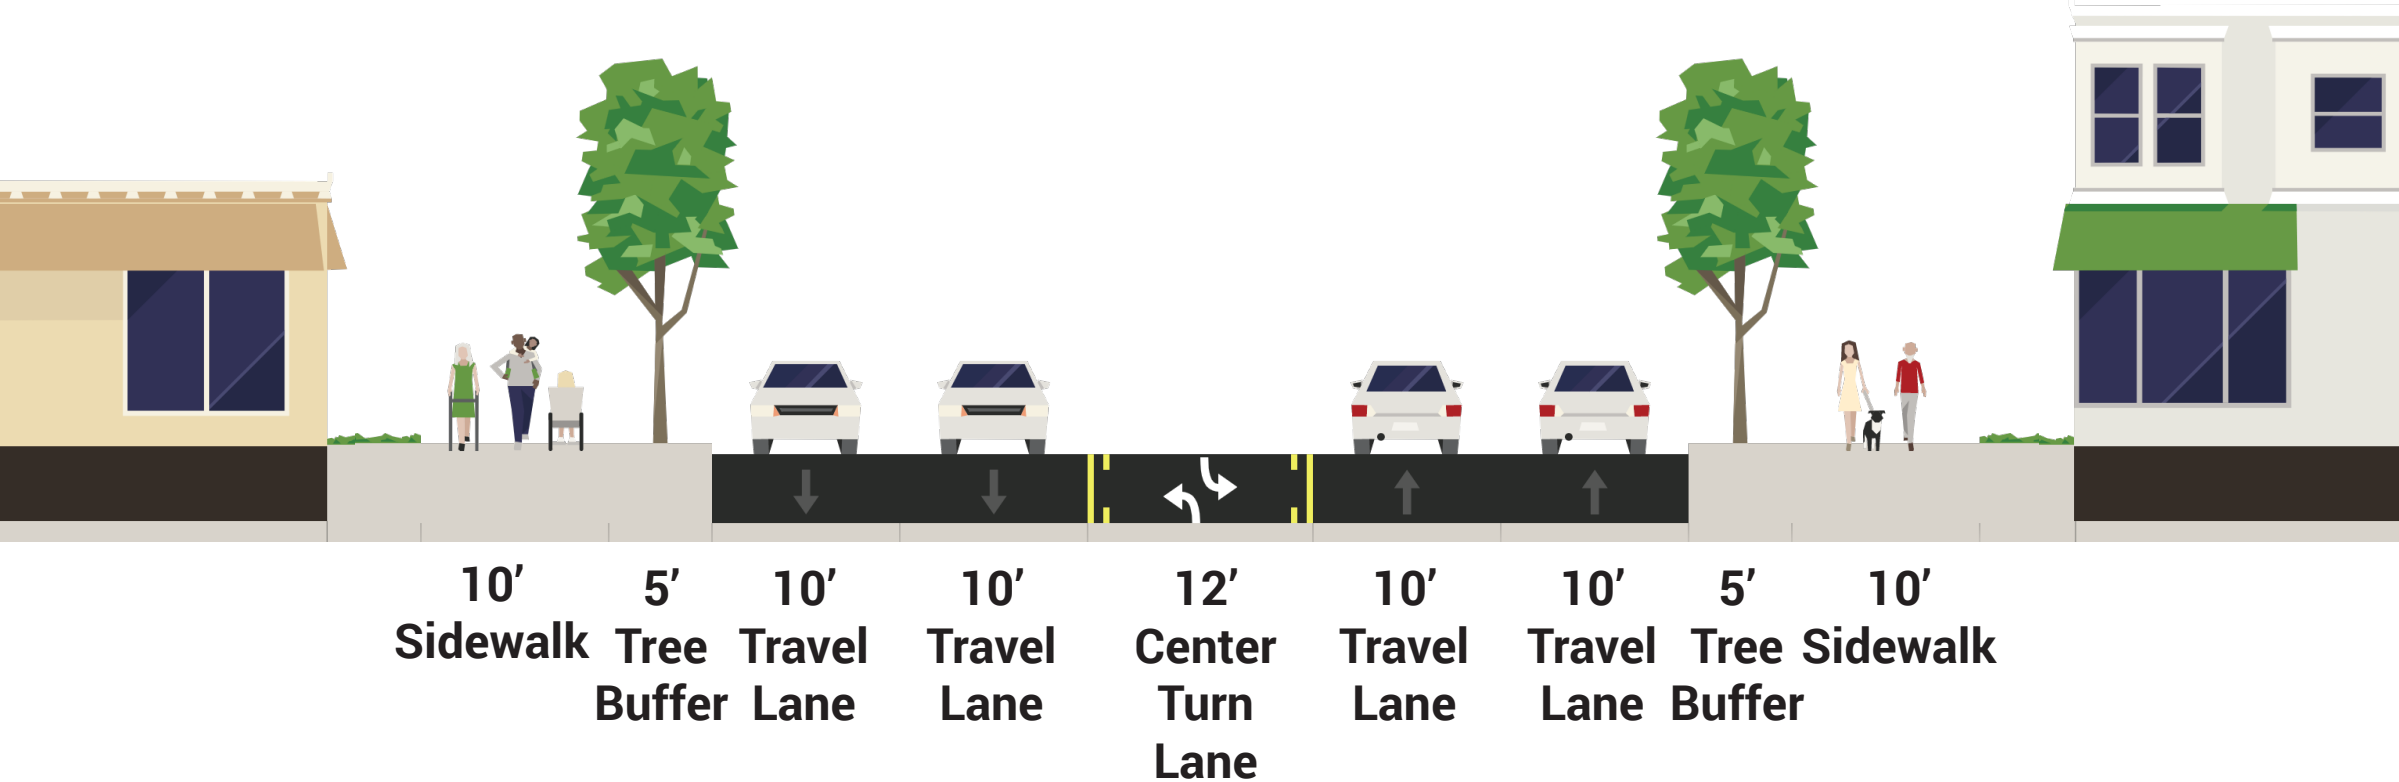 10’
Sidewalk
5’
Tree
Buffer
10’
Travel
Lane
10’
Travel
Lane
12’
Center
Turn
Lane
10’
Travel
Lane
10’
Travel
Lane
5’
Tree
Buffer
10’
Sidewalk